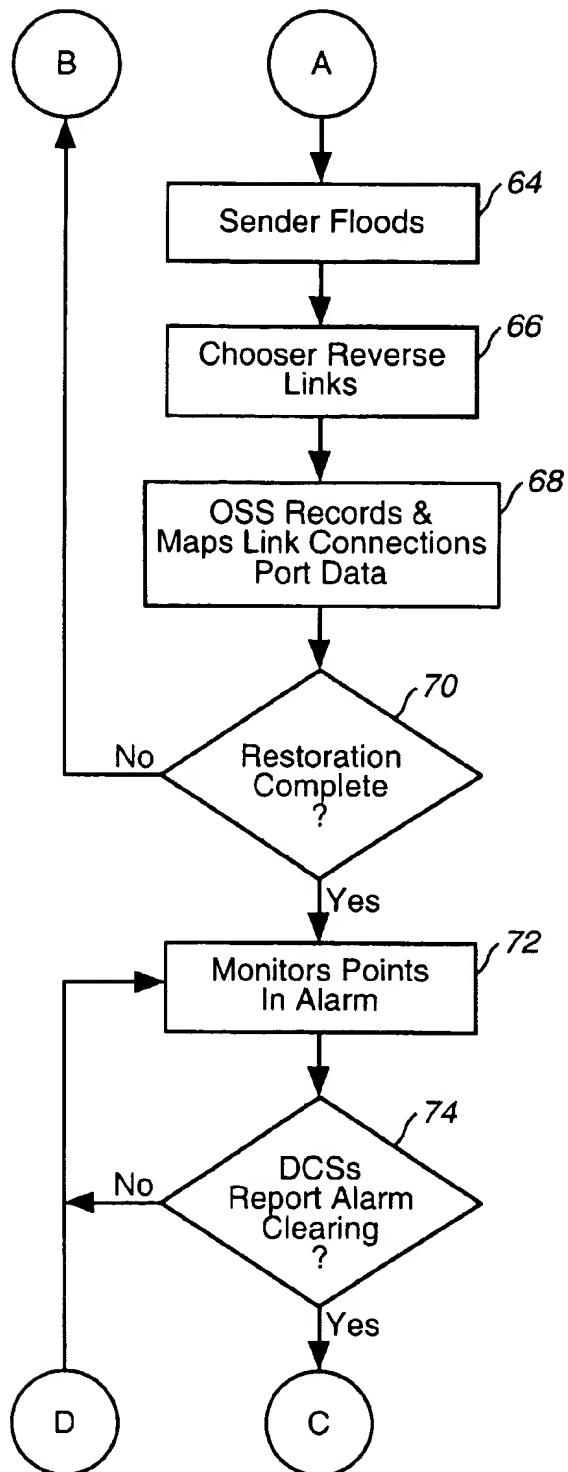 B
A
64
Sender Floods
66
Chooser Reverse
Links
68
OSS Records &
Maps Link Connections
Port Data
70
No
Restoration
Complete
?
Yes
72
Monitors Points
In Alarm
74
No
DCSs
Report Alarm
Clearing
?
Yes
D
C